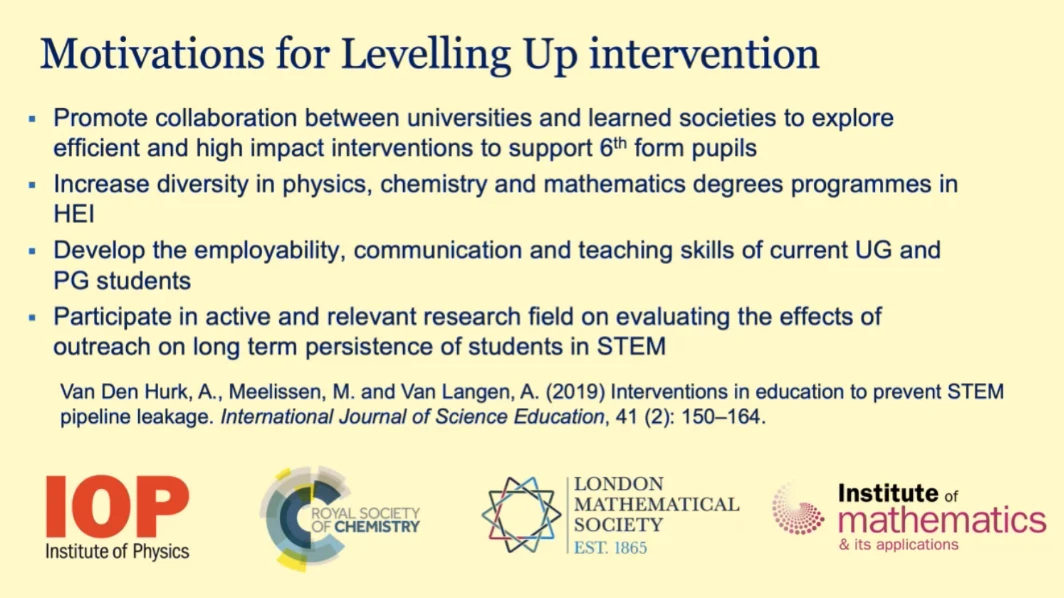 Motivations for Levelling Up intervention
▪ Promote collaboration between universities and learned societies to explore
efficient and high impact interventions to support 6th form pupils
▪ Increase diversity in physics, chemistry and mathematics degrees programmes in
HEI
▪ Develop the employability, communication and teaching skills of current UG and
PG students
▪ Participate in active and relevant research field on evaluating the effects of
outreach on long term persistence of students in STEM
Van Den Hurk, A., Meelissen, M. and Van Langen, A. (2019) Interventions in education to prevent STEM
pipeline leakage. International Journal of Science Education, 41 (2): 150–164.
IOP
Institute of Physics
ROYAL SOCIETY
OF CHEMISTRY
LONDON
MATHEMATICAL
SOCIETY
EST. 1865
Institute of
mathematics
& its applications